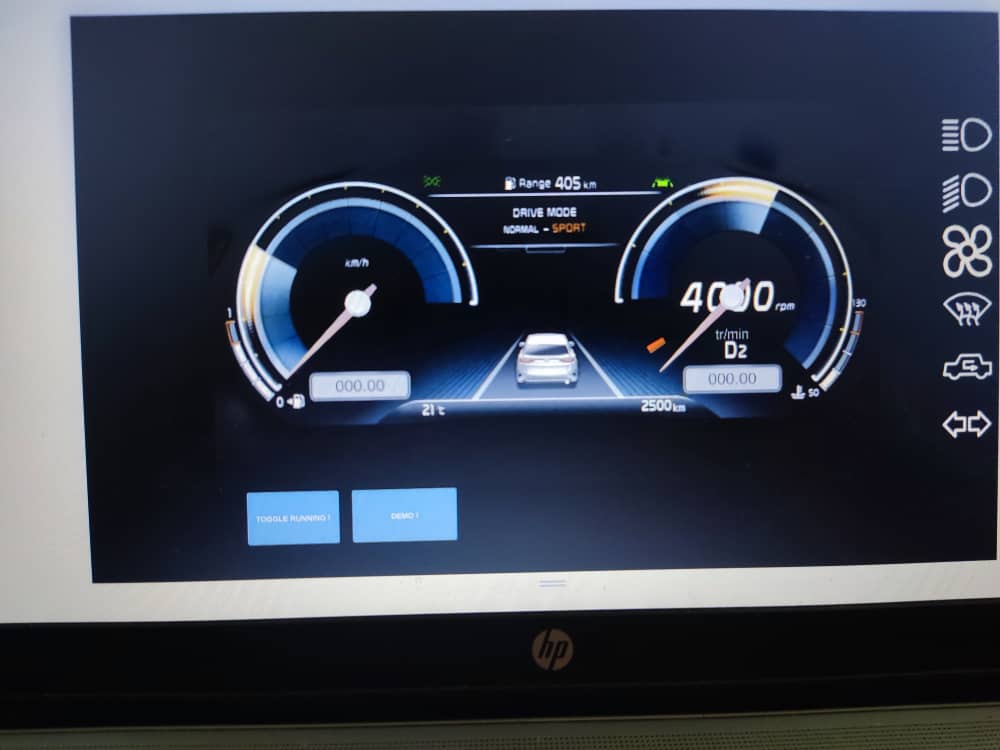 Range 405 km
DRIVE MODE
NORMAL - SPORT
km/h
4000 rpm
tr/min
D2
1
130
000.00
000.00
0
50
21℃
2500 km
TOGGLE RUNNING !
DEMO !
hp